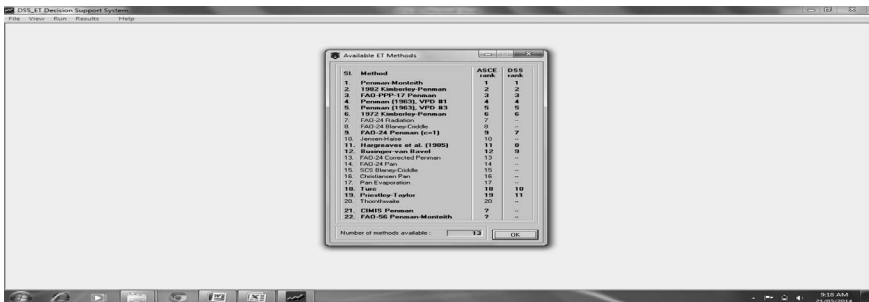 DSS_ET Decision Support System
File View Run Results Help
Available ET Methods
Sl. Method ASCE rank DSS rank
1. Penman-Monteith 1 1
2. 1982 Kimberley-Penman 2 2
3. FAO-PPP-17 Penman 3 3
4. Penman (1963), VPD #1 4 4
5. Penman (1963), VPD #3 5 5
6. 1972 Kimberley-Penman 6 6
7. FAO-24 Radiation 7 --
8. FAO-24 Blaney-Criddle 8 --
9. FAO-24 Penman (c=1) 9 7
10. Jensen-Haise 10 --
11. Hargreaves et al. (1985) 11 8
12. Businger-van Bavel 12 9
13. FAO-24 Corrected Penman 13 --
14. FAO-24 Pan 14 --
15. SCS Blaney-Criddle 15 --
16. Christiansen Pan 16 --
17. Pan Evaporation 17 --
18. Turc 18 10
19. Priestley-Taylor 19 11
20. Thornthwaite 20 --
21. CIMIS Penman ? --
22. FAO-56 Penman-Monteith ? --
Number of methods available : 13 OK
9:18 AM
21/05/2014